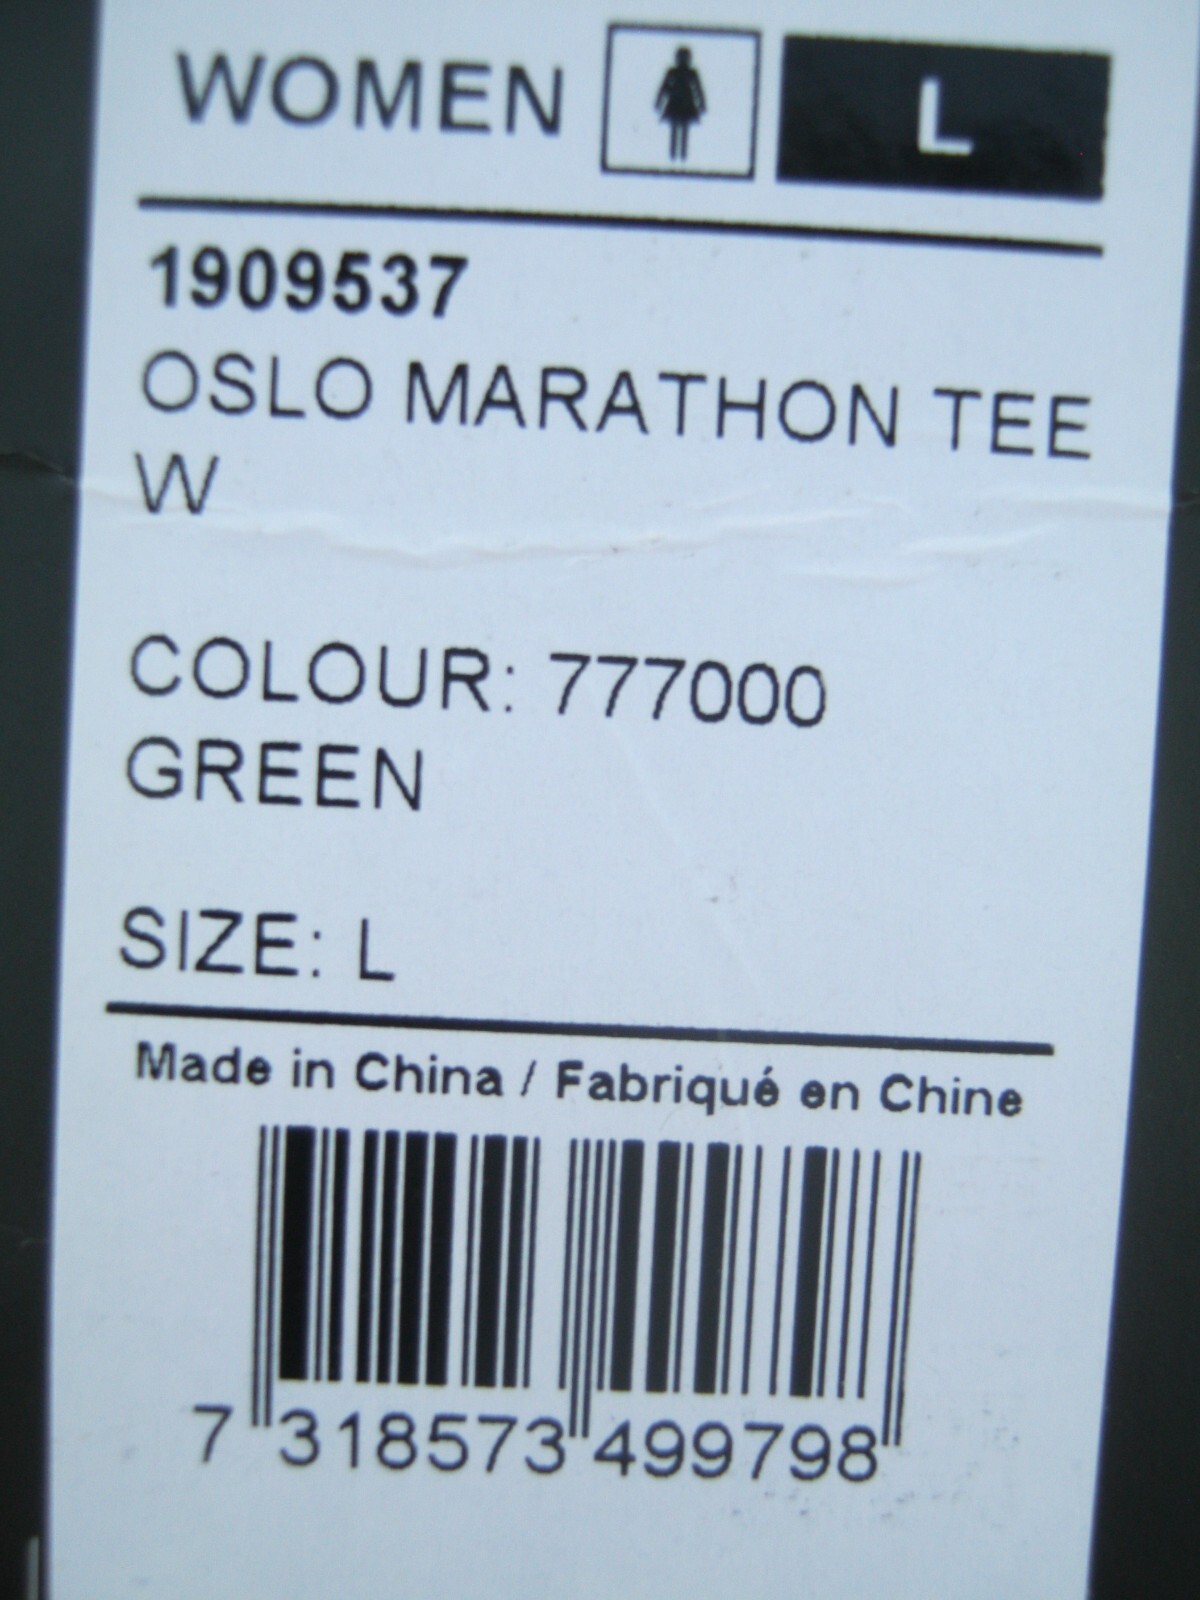 WOMEN L
1909537
OSLO MARATHON TEE
W
COLOUR: 777000
GREEN
SIZE: L
Made in China / Fabriqué en Chine
7 318573 499798